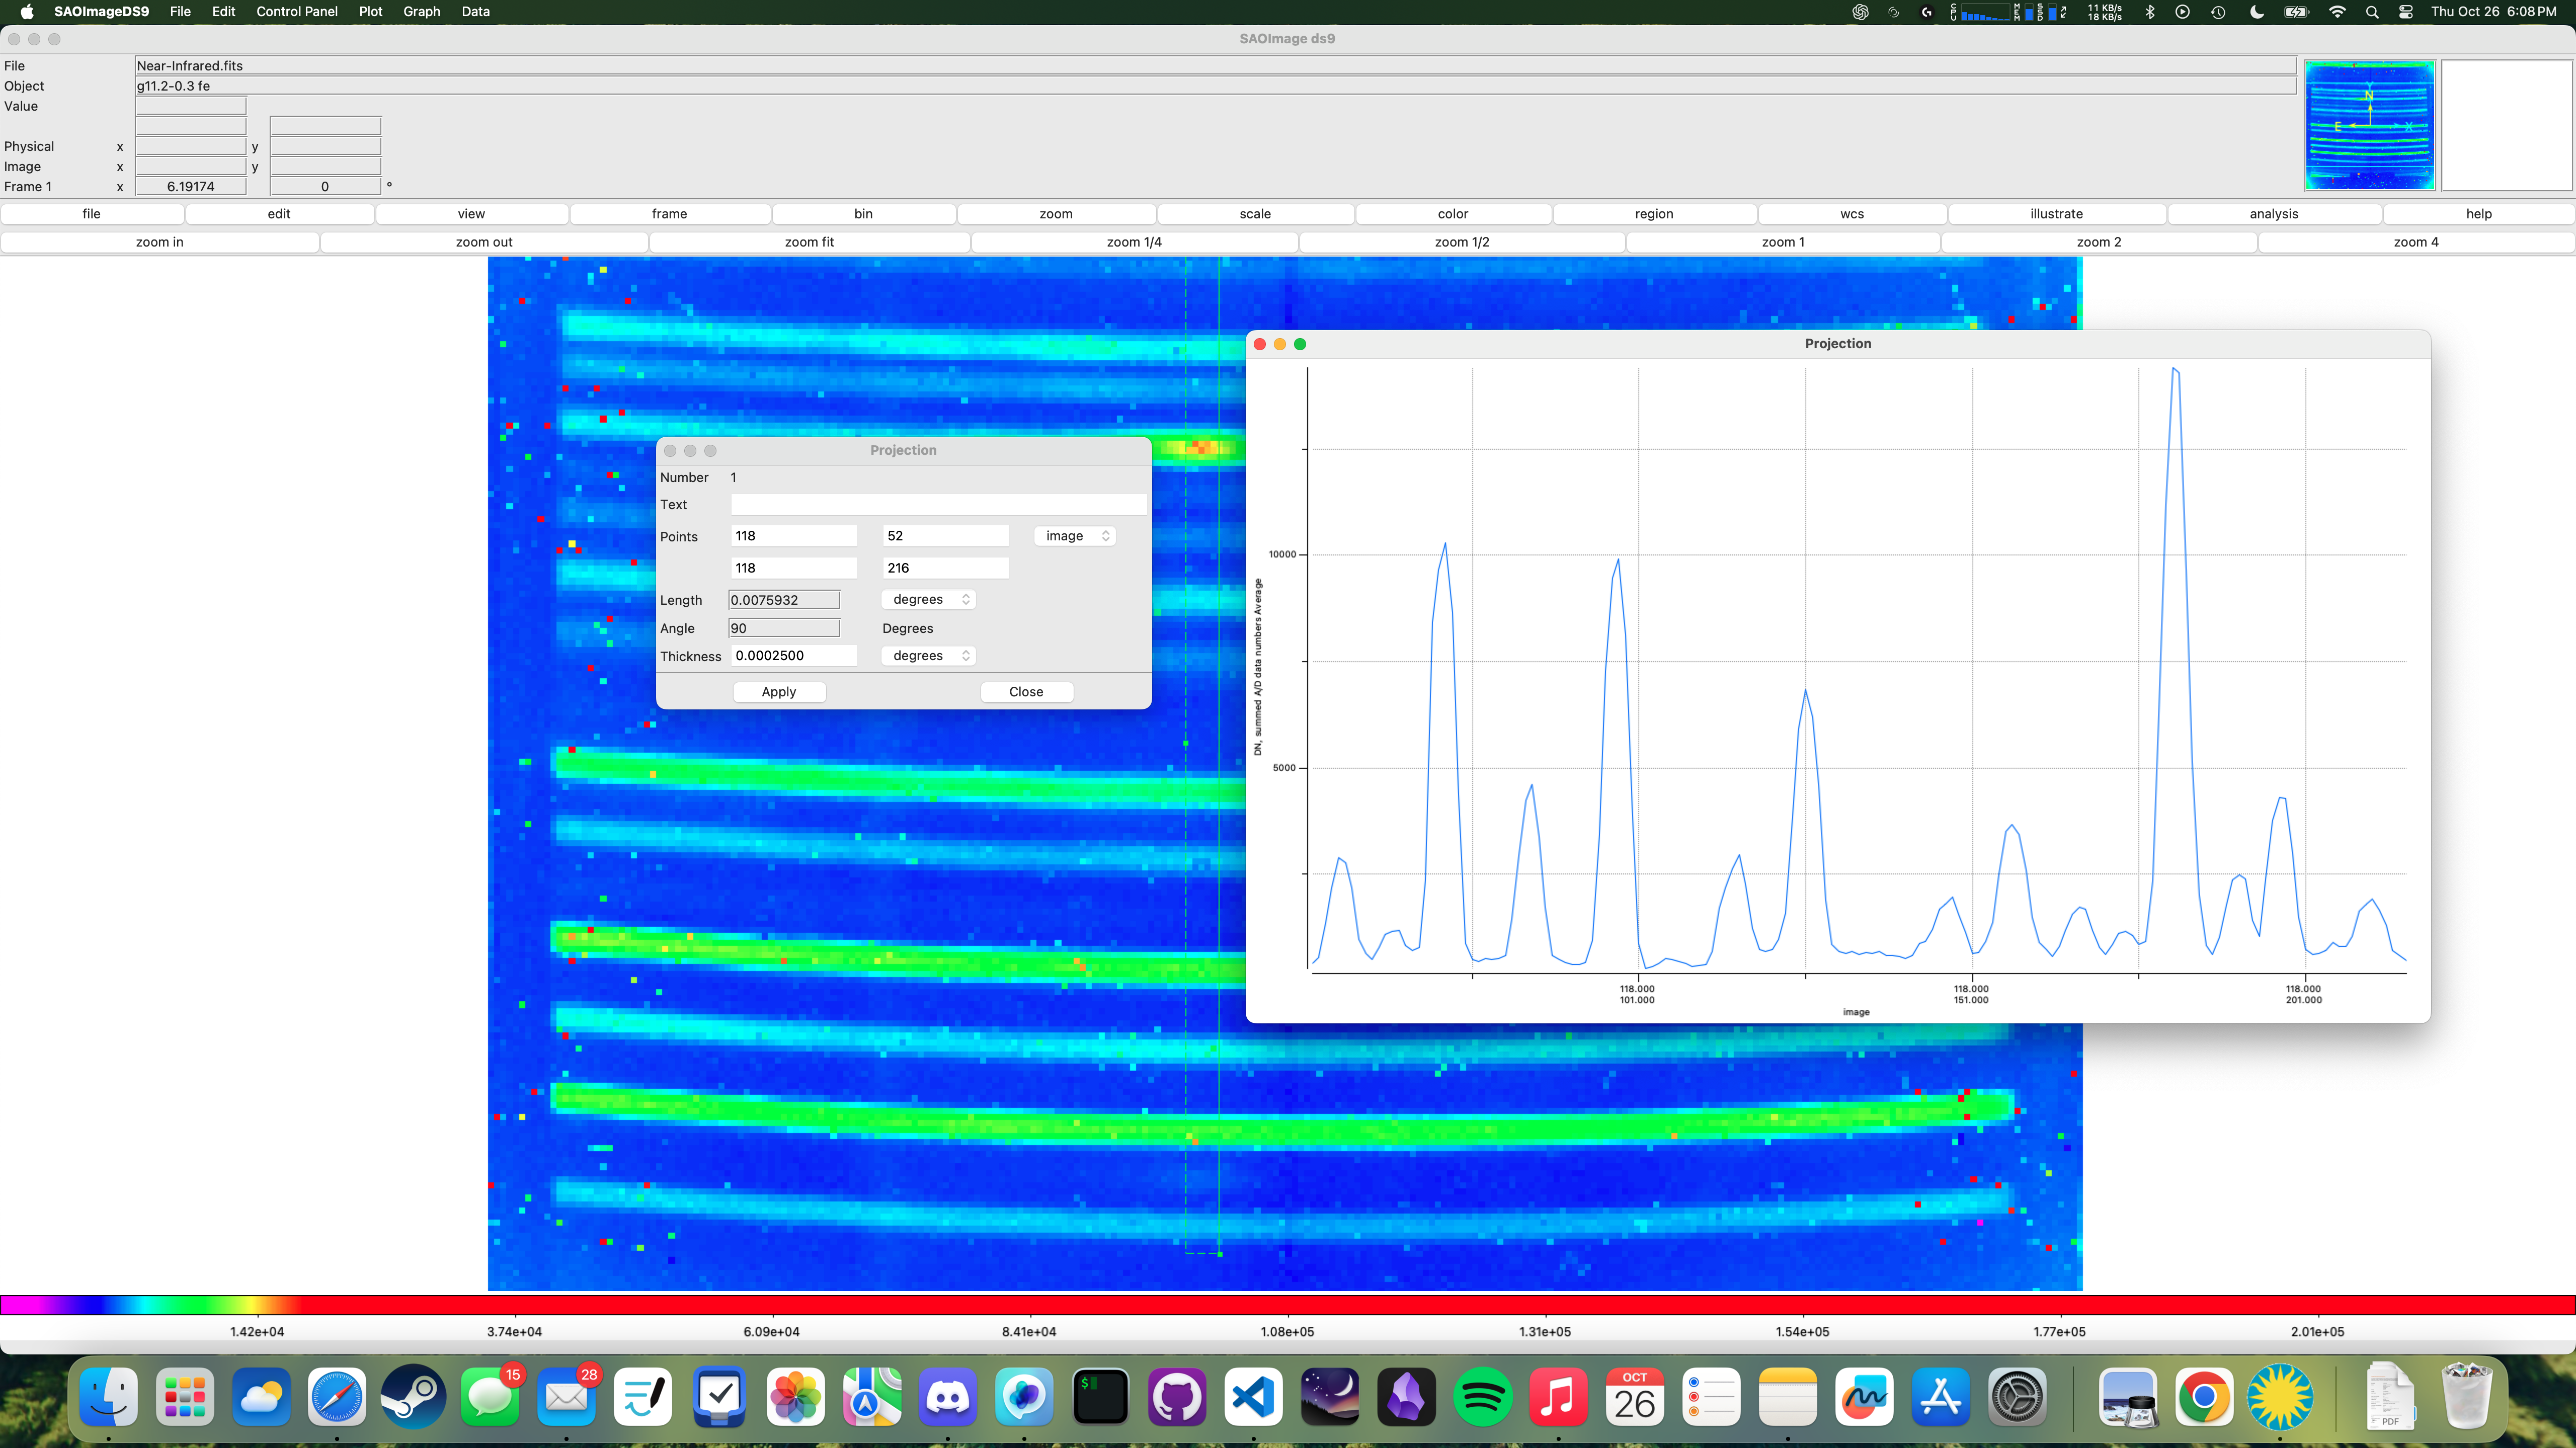 SAOImageDS9 File Edit Control Panel Plot Graph Data
11 KB/s
18 KB/s
Thu Oct 26 6:08 PM
SAOImage ds9
File Near-Infrared.fits
Object g11.2-0.3 fe
Value
Physical x y
Image x y
Frame 1 x 6.19174 0 °
N
E X
file edit view frame bin zoom scale color region wcs illustrate analysis help
zoom in zoom out zoom fit zoom 1/4 zoom 1/2 zoom 1 zoom 2 zoom 4
Projection
Number 1
Text
Points 118 52 image
118 216
Length 0.0075932 degrees
Angle 90 Degrees
Thickness 0.0002500 degrees
Apply Close
Projection
DN, summed A/D data numbers Average
10000
5000
118.000 118.000 118.000
101.000 151.000 201.000
image
1.42e+04 3.74e+04 6.09e+04 8.41e+04 1.08e+05 1.31e+05 1.54e+05 1.77e+05 2.01e+05
15
28
$
OCT
26
PDF